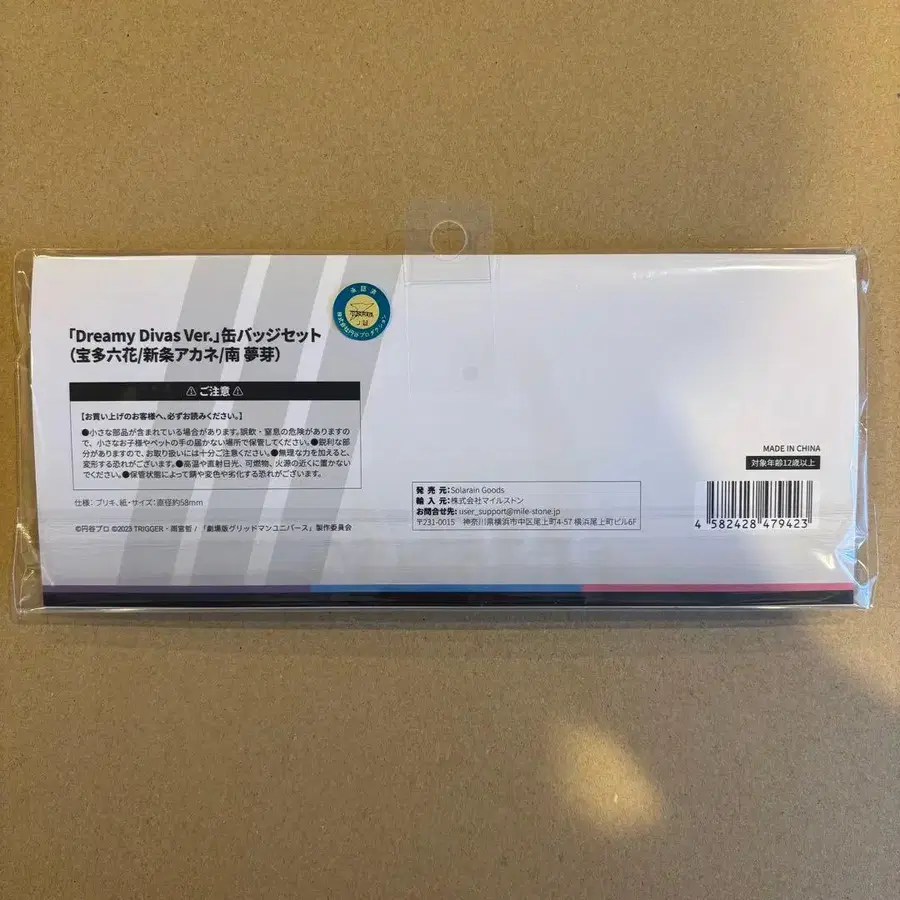 「Dreamy Divas Ver.」缶バッジセット
（宝多六花/新条アカネ/南 夢芽）
承認済
株式会社円谷プロダクション
⚠ ご注意 ⚠
【お買い上げのお客様へ、必ずお読みください。】
●小さな部品が含まれている場合があります。誤飲・窒息の危険がありますの
で、小さなお子様やペットの手の届かない場所で保管してください。●鋭利な部
分がありますので、お取り扱いには十分ご注意ください。●無理な力を加えると、
変形する恐れがございます。●高温や直射日光、可燃物、火源の近くに置かない
でください。●保管状態によって錆や変色や劣化する恐れがございます。
仕様：ブリキ、紙・サイズ：直径約58mm
©円谷プロ ©2023 TRIGGER・雨宮哲/「劇場版グリッドマンユニバース」製作委員会
発 売 元：Solarain Goods
輸 入 元：株式会社マイルストン
お問合せ先：user_support@mile-stone.jp
〒231-0015 神奈川県横浜市中区尾上町4-57 横浜尾上町ビル6F
MADE IN CHINA
対象年齢12歳以上
4 582428 479423